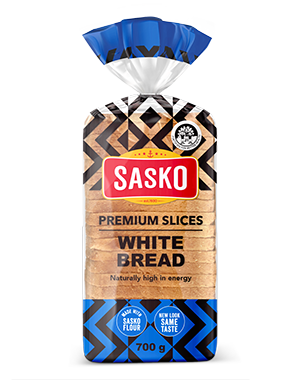 SASKO
PREMIUM SLICES
WHITE
BREAD
Naturally high in energy
MADE WITH
SASKO
FLOUR
NEW LOOK
SAME
TASTE
700 g